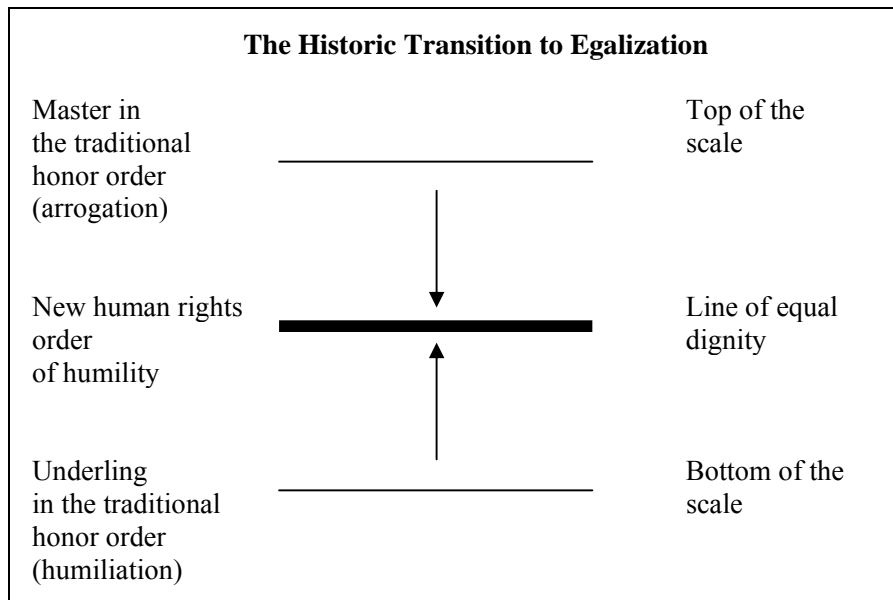 The Historic Transition to Egalization
Master in
the traditional
honor order
(arrogation)
Top of the
scale
New human rights
order
of humility
Line of equal
dignity
Underling
in the traditional
honor order
(humiliation)
Bottom of the
scale